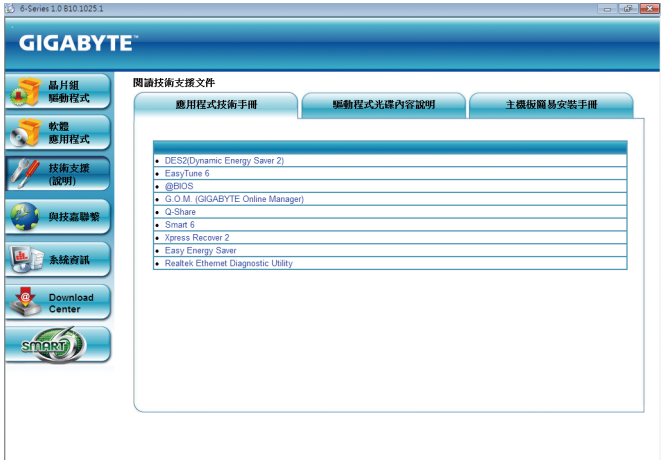 6-Series 1.0 B10.1025.1
GIGABYTE™
晶片組
驅動程式
軟體
應用程式
技術支援
(說明)
與技嘉聯繫
系統資訊
Download
Center
SMART 6
閱讀技術支援文件
應用程式技術手冊
驅動程式光碟內容說明
主機板簡易安裝手冊
• DES2(Dynamic Energy Saver 2)
• EasyTune 6
• @BIOS
• G.O.M. (GIGABYTE Online Manager)
• Q-Share
• Smart 6
• Xpress Recover 2
• Easy Energy Saver
• Realtek Ethernet Diagnostic Utility